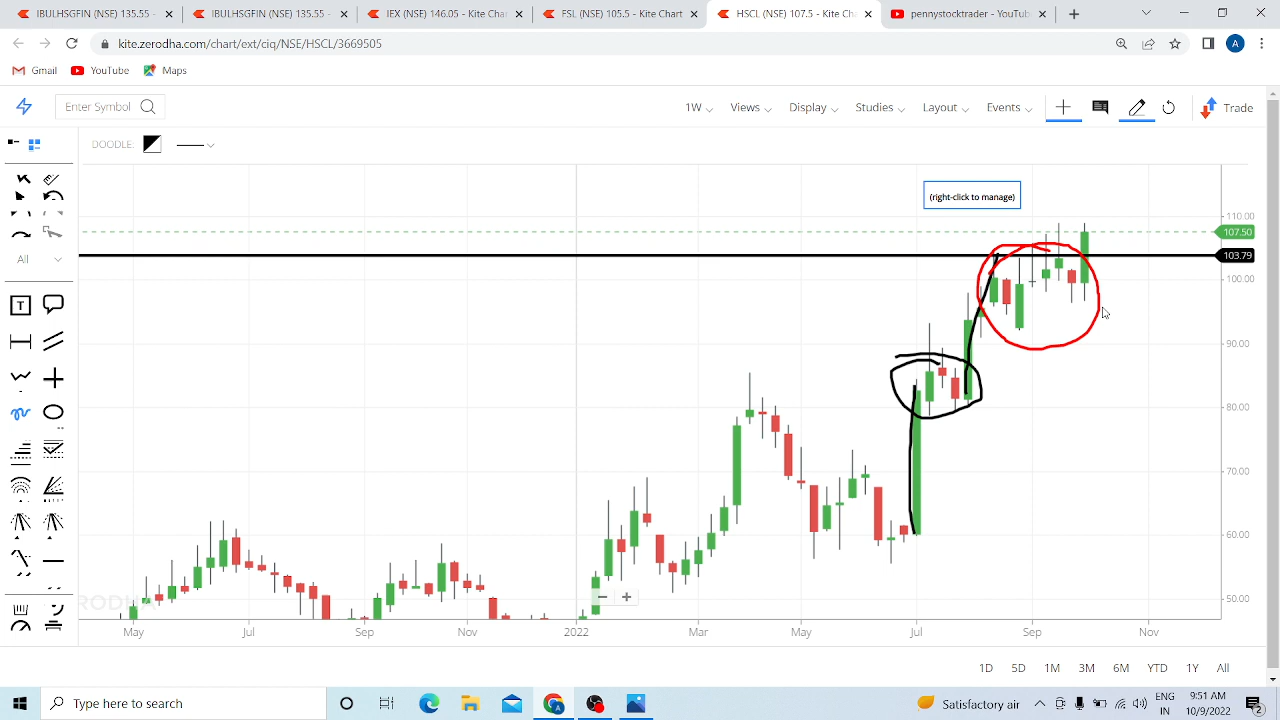 IBULHSGFIN (NSE) 135.55 -
IBULHSGFIN (NSE) 135.55 -
IEX (NSE) 146.05 - Kite Char
FSL (NSE) 105.5 - Kite Chart
HSCL (NSE) 107.5 - Kite Cha
pennystocktrader - YouTub
kite.zerodha.com/chart/ext/ciq/NSE/HSCL/3669505
A
Gmail
YouTube
Maps
Enter Symbol
1W
Views
Display
Studies
Layout
Events
Trade
DOODLE:
(right-click to manage)
All
T
110.00
107.50
103.79
100.00
90.00
80.00
70.00
60.00
50.00
May
Jul
Sep
Nov
2022
Mar
May
Jul
Sep
Nov
1D
5D
1M
3M
6M
YTD
1Y
All
Type here to search
Satisfactory air
ENG
IN
9:51 AM
10/9/2022
2